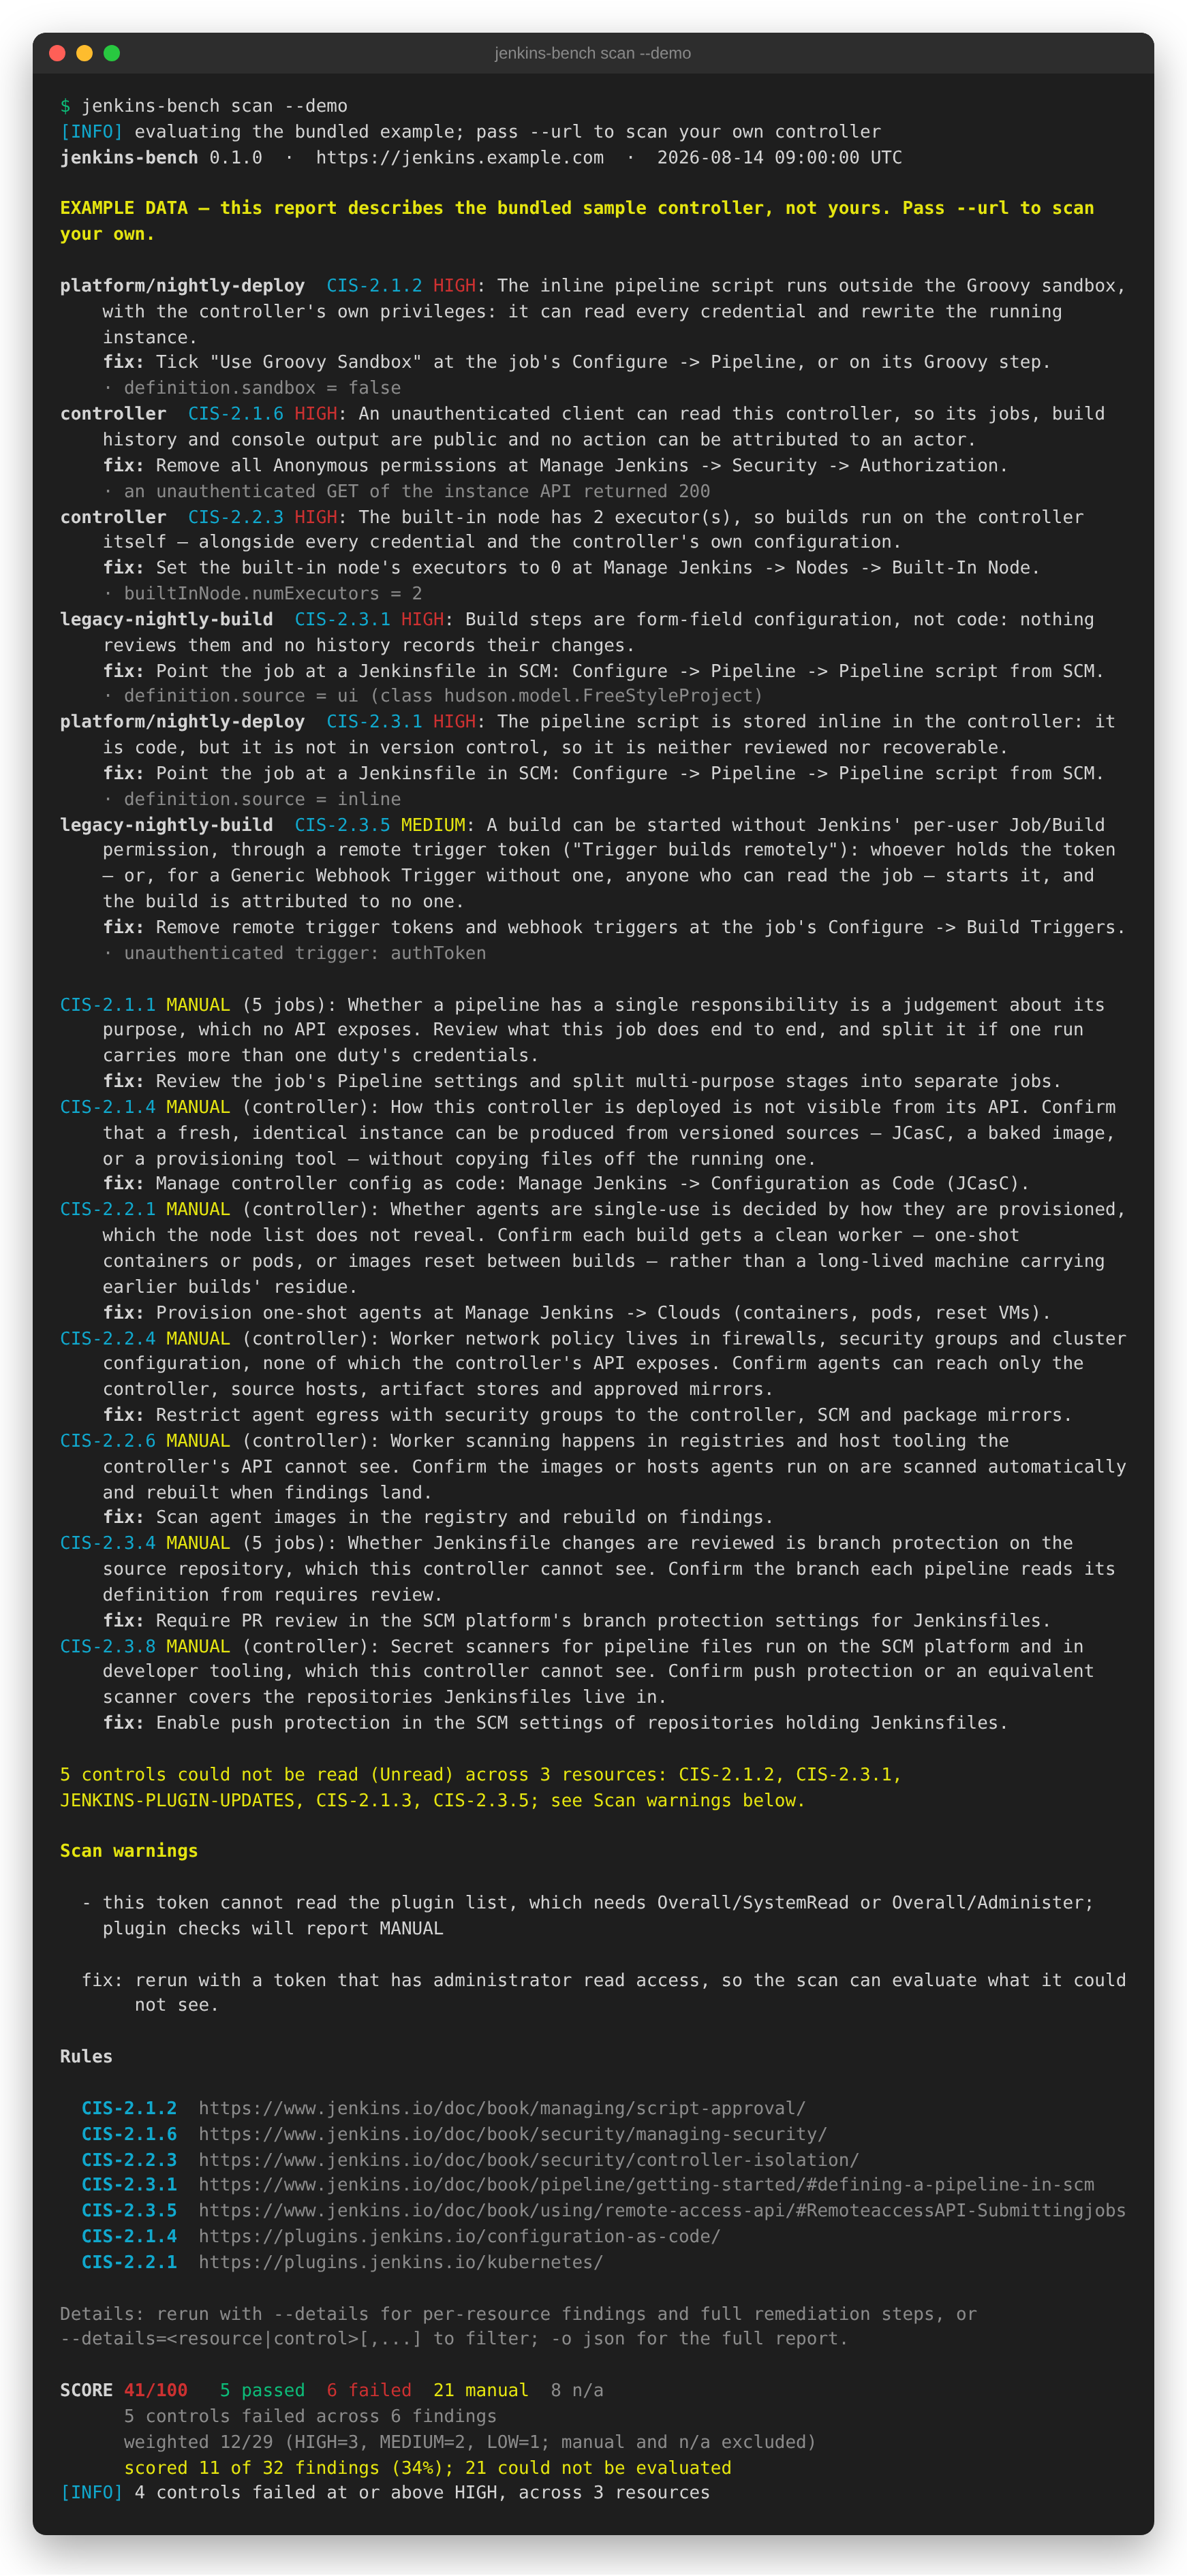 jenkins-bench scan --demo
$ jenkins-bench scan --demo
[INFO] evaluating the bundled example; pass --url to scan your own controller
jenkins-bench 0.1.0  ·  https://jenkins.example.com  ·  2026-08-14 09:00:00 UTC
EXAMPLE DATA — this report describes the bundled sample controller, not yours. Pass --url to scan
your own.
platform/nightly-deploy  CIS-2.1.2 HIGH: The inline pipeline script runs outside the Groovy sandbox,
with the controller's own privileges: it can read every credential and rewrite the running
instance.
fix: Tick "Use Groovy Sandbox" at the job's Configure -> Pipeline, or on its Groovy step.
· definition.sandbox = false
controller  CIS-2.1.6 HIGH: An unauthenticated client can read this controller, so its jobs, build
history and console output are public and no action can be attributed to an actor.
fix: Remove all Anonymous permissions at Manage Jenkins -> Security -> Authorization.
· an unauthenticated GET of the instance API returned 200
controller  CIS-2.2.3 HIGH: The built-in node has 2 executor(s), so builds run on the controller
itself — alongside every credential and the controller's own configuration.
fix: Set the built-in node's executors to 0 at Manage Jenkins -> Nodes -> Built-In Node.
· builtInNode.numExecutors = 2
legacy-nightly-build  CIS-2.3.1 HIGH: Build steps are form-field configuration, not code: nothing
reviews them and no history records their changes.
fix: Point the job at a Jenkinsfile in SCM: Configure -> Pipeline -> Pipeline script from SCM.
· definition.source = ui (class hudson.model.FreeStyleProject)
platform/nightly-deploy  CIS-2.3.1 HIGH: The pipeline script is stored inline in the controller: it
is code, but it is not in version control, so it is neither reviewed nor recoverable.
fix: Point the job at a Jenkinsfile in SCM: Configure -> Pipeline -> Pipeline script from SCM.
· definition.source = inline
legacy-nightly-build  CIS-2.3.5 MEDIUM: A build can be started without Jenkins' per-user Job/Build
permission, through a remote trigger token ("Trigger builds remotely"): whoever holds the token
— or, for a Generic Webhook Trigger without one, anyone who can read the job — starts it, and
the build is attributed to no one.
fix: Remove remote trigger tokens and webhook triggers at the job's Configure -> Build Triggers.
· unauthenticated trigger: authToken
CIS-2.1.1 MANUAL (5 jobs): Whether a pipeline has a single responsibility is a judgement about its
purpose, which no API exposes. Review what this job does end to end, and split it if one run
carries more than one duty's credentials.
fix: Review the job's Pipeline settings and split multi-purpose stages into separate jobs.
CIS-2.1.4 MANUAL (controller): How this controller is deployed is not visible from its API. Confirm
that a fresh, identical instance can be produced from versioned sources — JCasC, a baked image,
or a provisioning tool — without copying files off the running one.
fix: Manage controller config as code: Manage Jenkins -> Configuration as Code (JCasC).
CIS-2.2.1 MANUAL (controller): Whether agents are single-use is decided by how they are provisioned,
which the node list does not reveal. Confirm each build gets a clean worker — one-shot
containers or pods, or images reset between builds — rather than a long-lived machine carrying
earlier builds' residue.
fix: Provision one-shot agents at Manage Jenkins -> Clouds (containers, pods, reset VMs).
CIS-2.2.4 MANUAL (controller): Worker network policy lives in firewalls, security groups and cluster
configuration, none of which the controller's API exposes. Confirm agents can reach only the
controller, source hosts, artifact stores and approved mirrors.
fix: Restrict agent egress with security groups to the controller, SCM and package mirrors.
CIS-2.2.6 MANUAL (controller): Worker scanning happens in registries and host tooling the
controller's API cannot see. Confirm the images or hosts agents run on are scanned automatically
and rebuilt when findings land.
fix: Scan agent images in the registry and rebuild on findings.
CIS-2.3.4 MANUAL (5 jobs): Whether Jenkinsfile changes are reviewed is branch protection on the
source repository, which this controller cannot see. Confirm the branch each pipeline reads its
definition from requires review.
fix: Require PR review in the SCM platform's branch protection settings for Jenkinsfiles.
CIS-2.3.8 MANUAL (controller): Secret scanners for pipeline files run on the SCM platform and in
developer tooling, which this controller cannot see. Confirm push protection or an equivalent
scanner covers the repositories Jenkinsfiles live in.
fix: Enable push protection in the SCM settings of repositories holding Jenkinsfiles.
5 controls could not be read (Unread) across 3 resources: CIS-2.1.2, CIS-2.3.1,
JENKINS-PLUGIN-UPDATES, CIS-2.1.3, CIS-2.3.5; see Scan warnings below.
Scan warnings
- this token cannot read the plugin list, which needs Overall/SystemRead or Overall/Administer;
plugin checks will report MANUAL
fix: rerun with a token that has administrator read access, so the scan can evaluate what it could
not see.
Rules
CIS-2.1.2  https://www.jenkins.io/doc/book/managing/script-approval/
CIS-2.1.6  https://www.jenkins.io/doc/book/security/managing-security/
CIS-2.2.3  https://www.jenkins.io/doc/book/security/controller-isolation/
CIS-2.3.1  https://www.jenkins.io/doc/book/pipeline/getting-started/#defining-a-pipeline-in-scm
CIS-2.3.5  https://www.jenkins.io/doc/book/using/remote-access-api/#RemoteaccessAPI-Submittingjobs
CIS-2.1.4  https://plugins.jenkins.io/configuration-as-code/
CIS-2.2.1  https://plugins.jenkins.io/kubernetes/
Details: rerun with --details for per-resource findings and full remediation steps, or
--details=<resource|control>[,...] to filter; -o json for the full report.
SCORE 41/100   5 passed  6 failed  21 manual  8 n/a
5 controls failed across 6 findings
weighted 12/29 (HIGH=3, MEDIUM=2, LOW=1; manual and n/a excluded)
scored 11 of 32 findings (34%); 21 could not be evaluated
[INFO] 4 controls failed at or above HIGH, across 3 resources